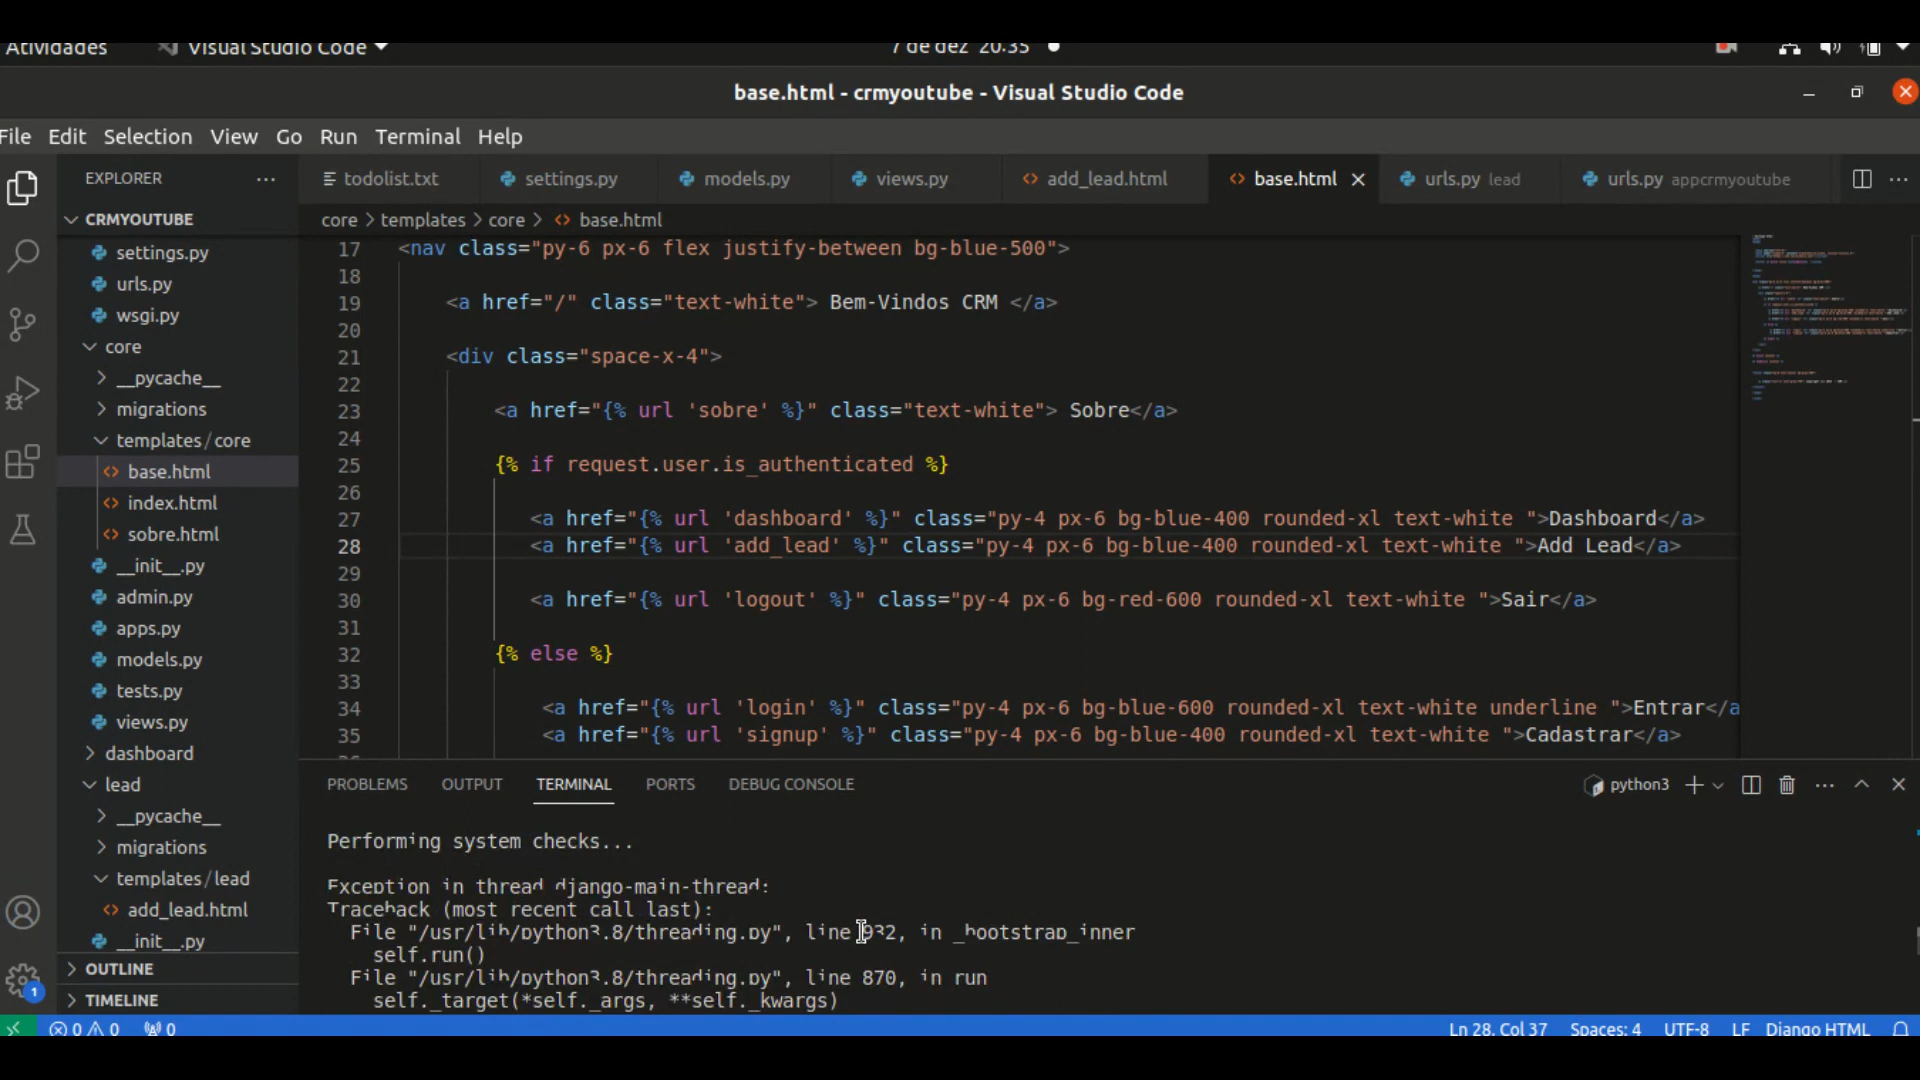 Atividades Visual Studio Code 7 de dez 20:35
base.html - crmyoutube - Visual Studio Code
File Edit Selection View Go Run Terminal Help
EXPLORER
CRMYOUTUBE
settings.py
urls.py
wsgi.py
core
__pycache__
migrations
templates/core
base.html
index.html
sobre.html
__init__.py
admin.py
apps.py
models.py
tests.py
views.py
dashboard
lead
__pycache__
migrations
templates/lead
add_lead.html
__init__.py
OUTLINE
TIMELINE
todolist.txt settings.py models.py views.py add_lead.html base.html urls.py lead urls.py appcrmyoutube
core > templates > core > base.html
17 <nav class="py-6 px-6 flex justify-between bg-blue-500">
18
19 <a href="/" class="text-white"> Bem-Vindos CRM </a>
20
21 <div class="space-x-4">
22
23 <a href="{% url 'sobre' %}" class="text-white"> Sobre</a>
24
25 {% if request.user.is_authenticated %}
26
27 <a href="{% url 'dashboard' %}" class="py-4 px-6 bg-blue-400 rounded-xl text-white ">Dashboard</a>
28 <a href="{% url 'add_lead' %}" class="py-4 px-6 bg-blue-400 rounded-xl text-white ">Add Lead</a>
29
30 <a href="{% url 'logout' %}" class="py-4 px-6 bg-red-600 rounded-xl text-white ">Sair</a>
31
32 {% else %}
33
34 <a href="{% url 'login' %}" class="py-4 px-6 bg-blue-600 rounded-xl text-white underline ">Entrar</a
35 <a href="{% url 'signup' %}" class="py-4 px-6 bg-blue-400 rounded-xl text-white ">Cadastrar</a>
PROBLEMS OUTPUT TERMINAL PORTS DEBUG CONSOLE python3
Performing system checks...
Exception in thread django-main-thread:
Traceback (most recent call last):
File "/usr/lib/python3.8/threading.py", line 932, in _bootstrap_inner
self.run()
File "/usr/lib/python3.8/threading.py", line 870, in run
self._target(*self._args, **self._kwargs)
1
0 0 0 Ln 28, Col 37 Spaces: 4 UTF-8 LF Django HTML